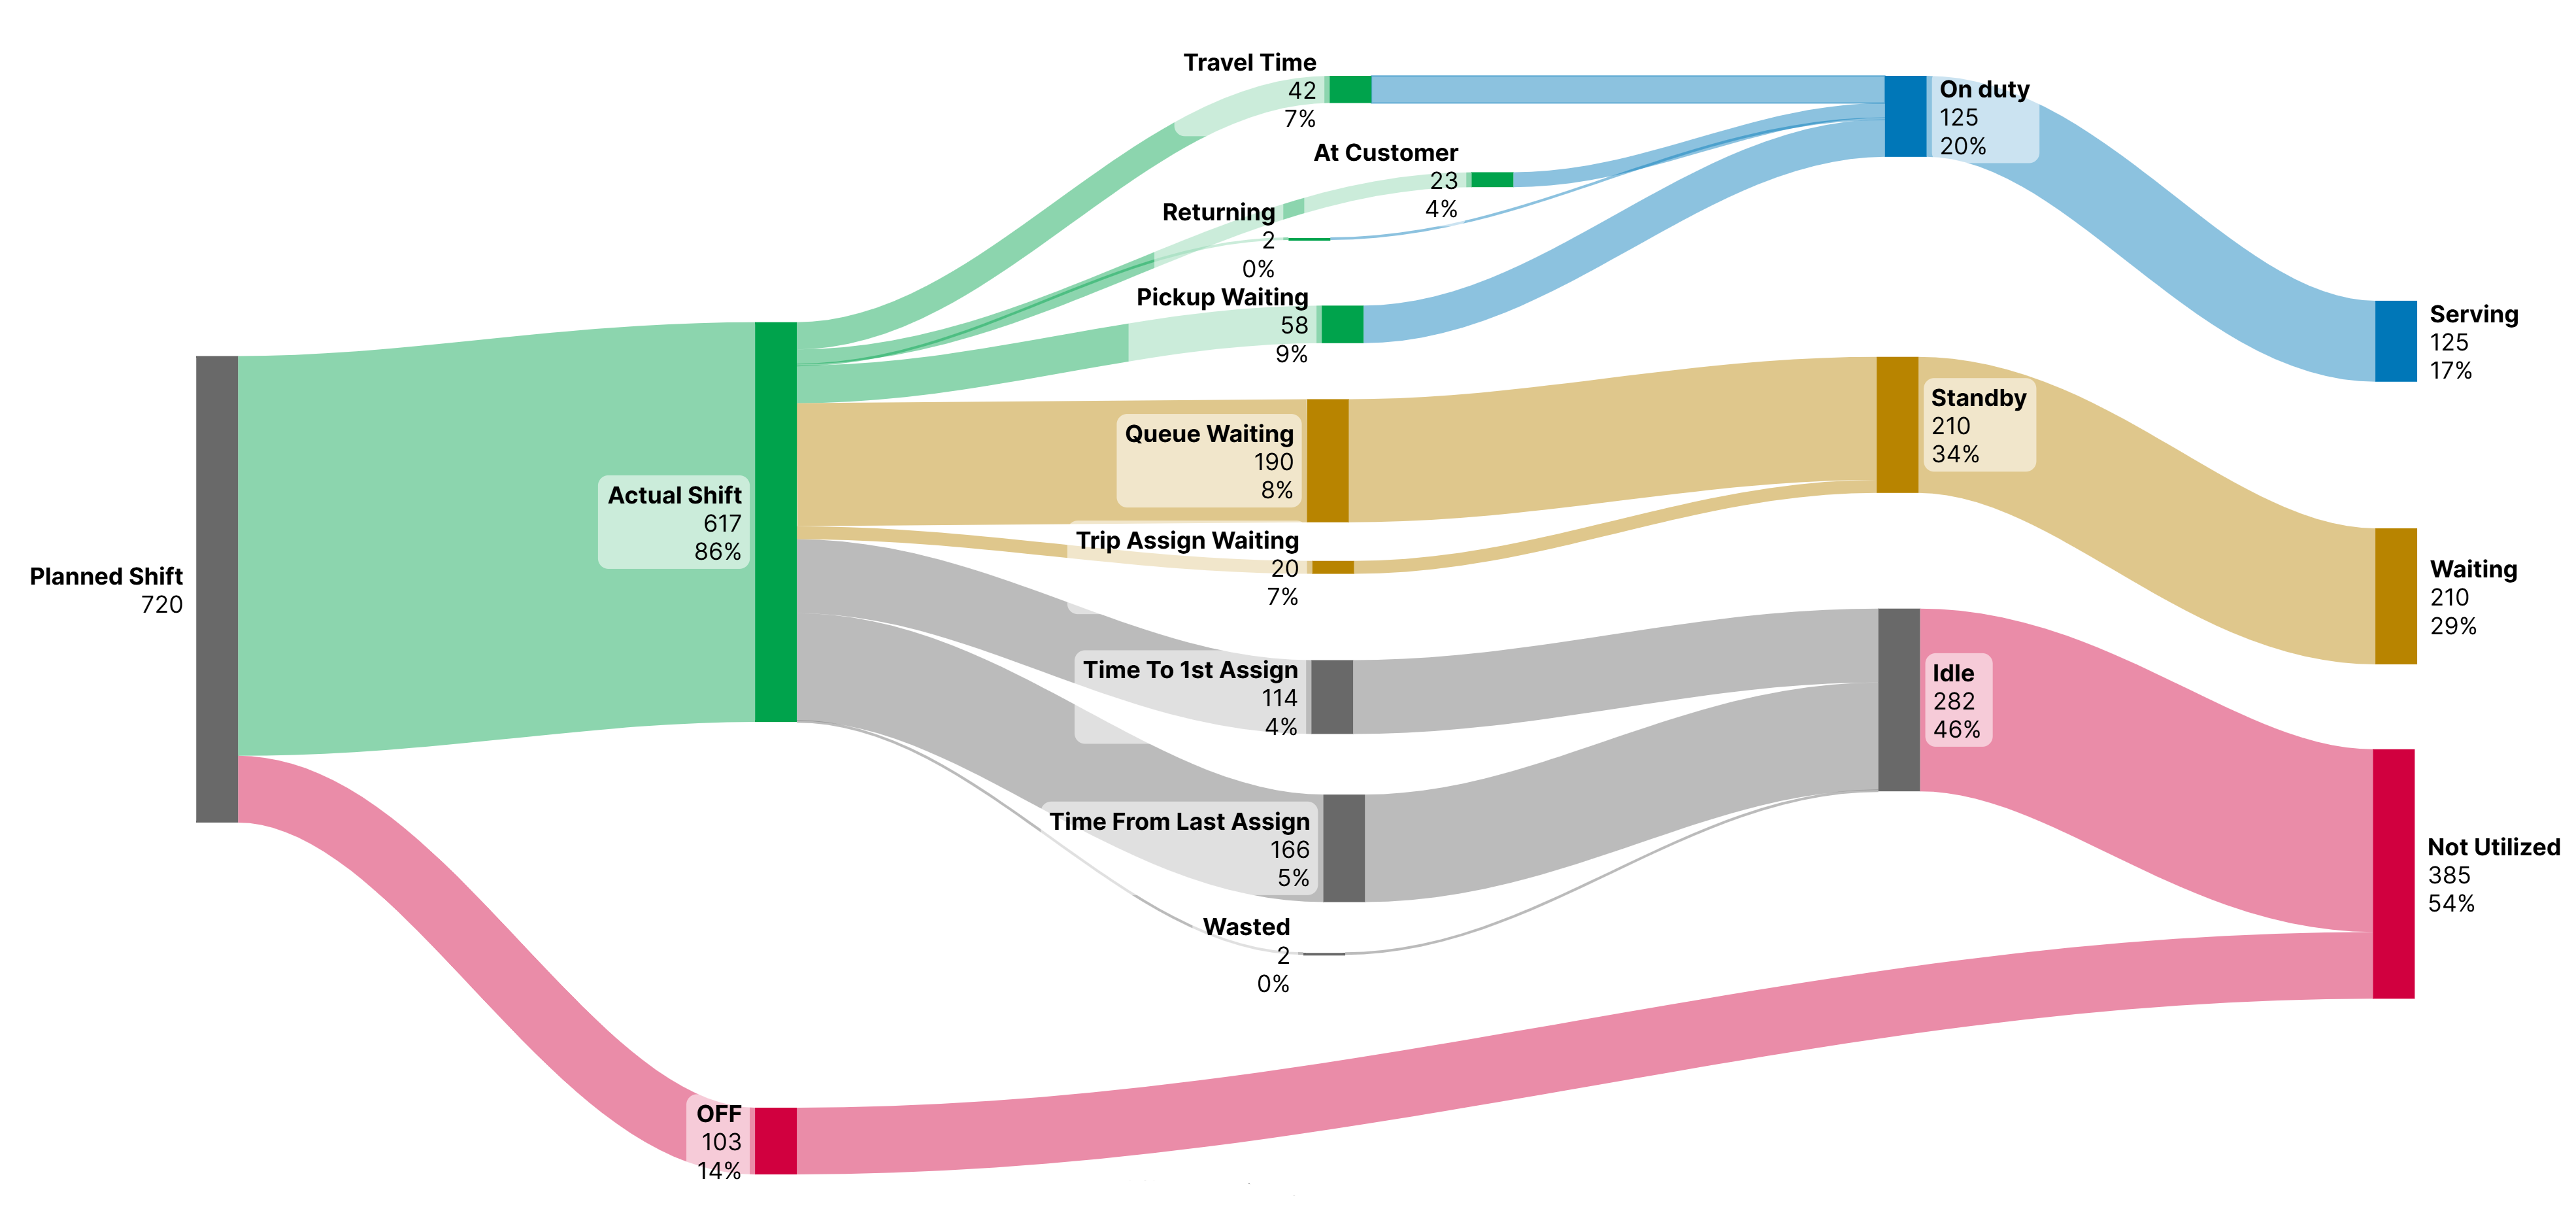 Travel Time
42
7%
On duty
125
20%
At Customer
23
4%
Returning
2
0%
Pickup Waiting
58
9%
Serving
125
17%
Queue Waiting
190
8%
Standby
210
34%
Actual Shift
617
86%
Trip Assign Waiting
20
7%
Planned Shift
720
Waiting
210
29%
Time To 1st Assign
114
4%
Idle
282
46%
Time From Last Assign
166
5%
Not Utilized
385
54%
Wasted
2
0%
OFF
103
14%